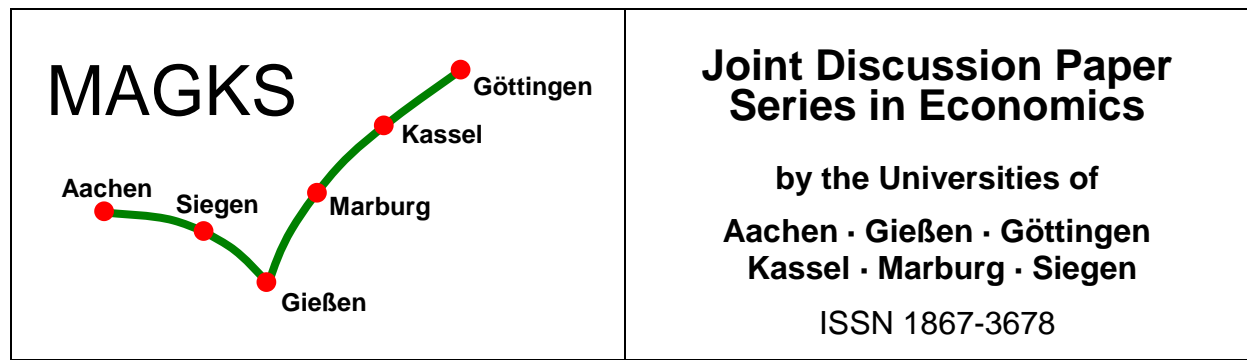 MAGKS
Göttingen
Kassel
Aachen
Siegen
Marburg
Gießen
Joint Discussion Paper
Series in Economics
by the Universities of
Aachen · Gießen · Göttingen
Kassel · Marburg · Siegen
ISSN 1867-3678